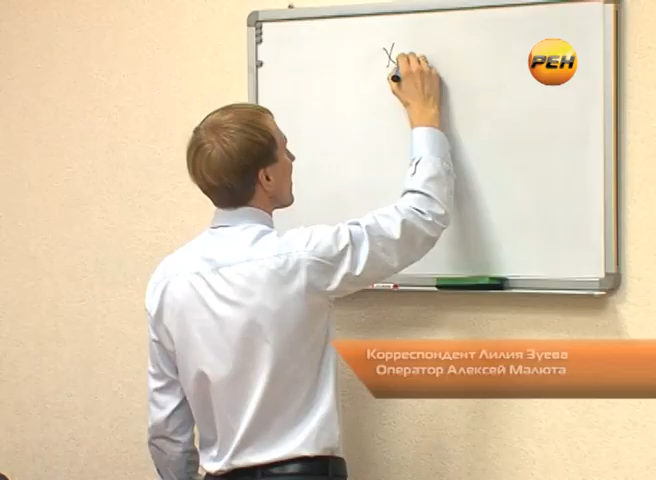 X
РЕН
Корреспондент Лилия Зуева
Оператор Алексей Малюта